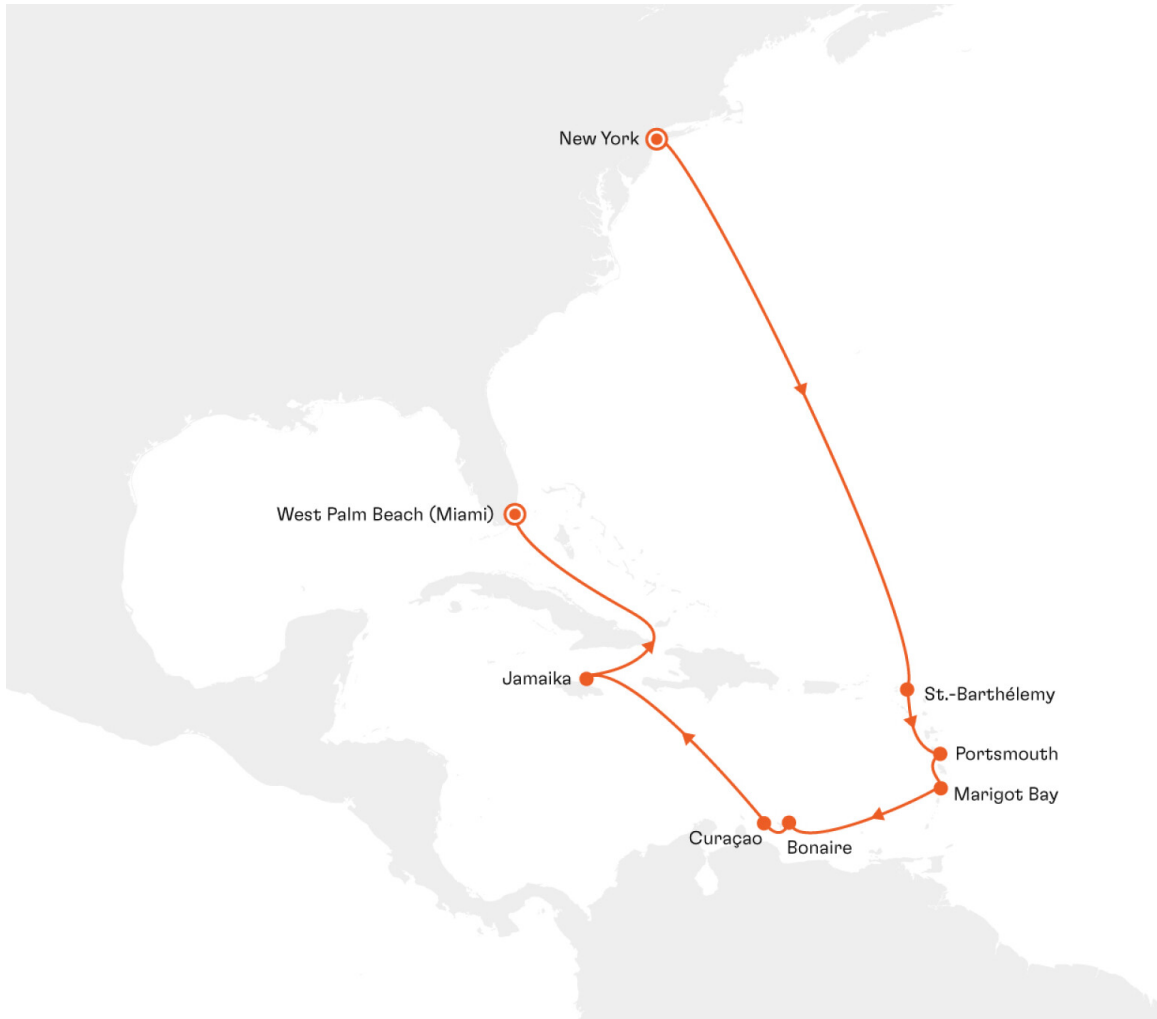 New York
West Palm Beach (Miami)
Jamaika
St.-Barthélemy
Portsmouth
Marigot Bay
Curaçao
Bonaire